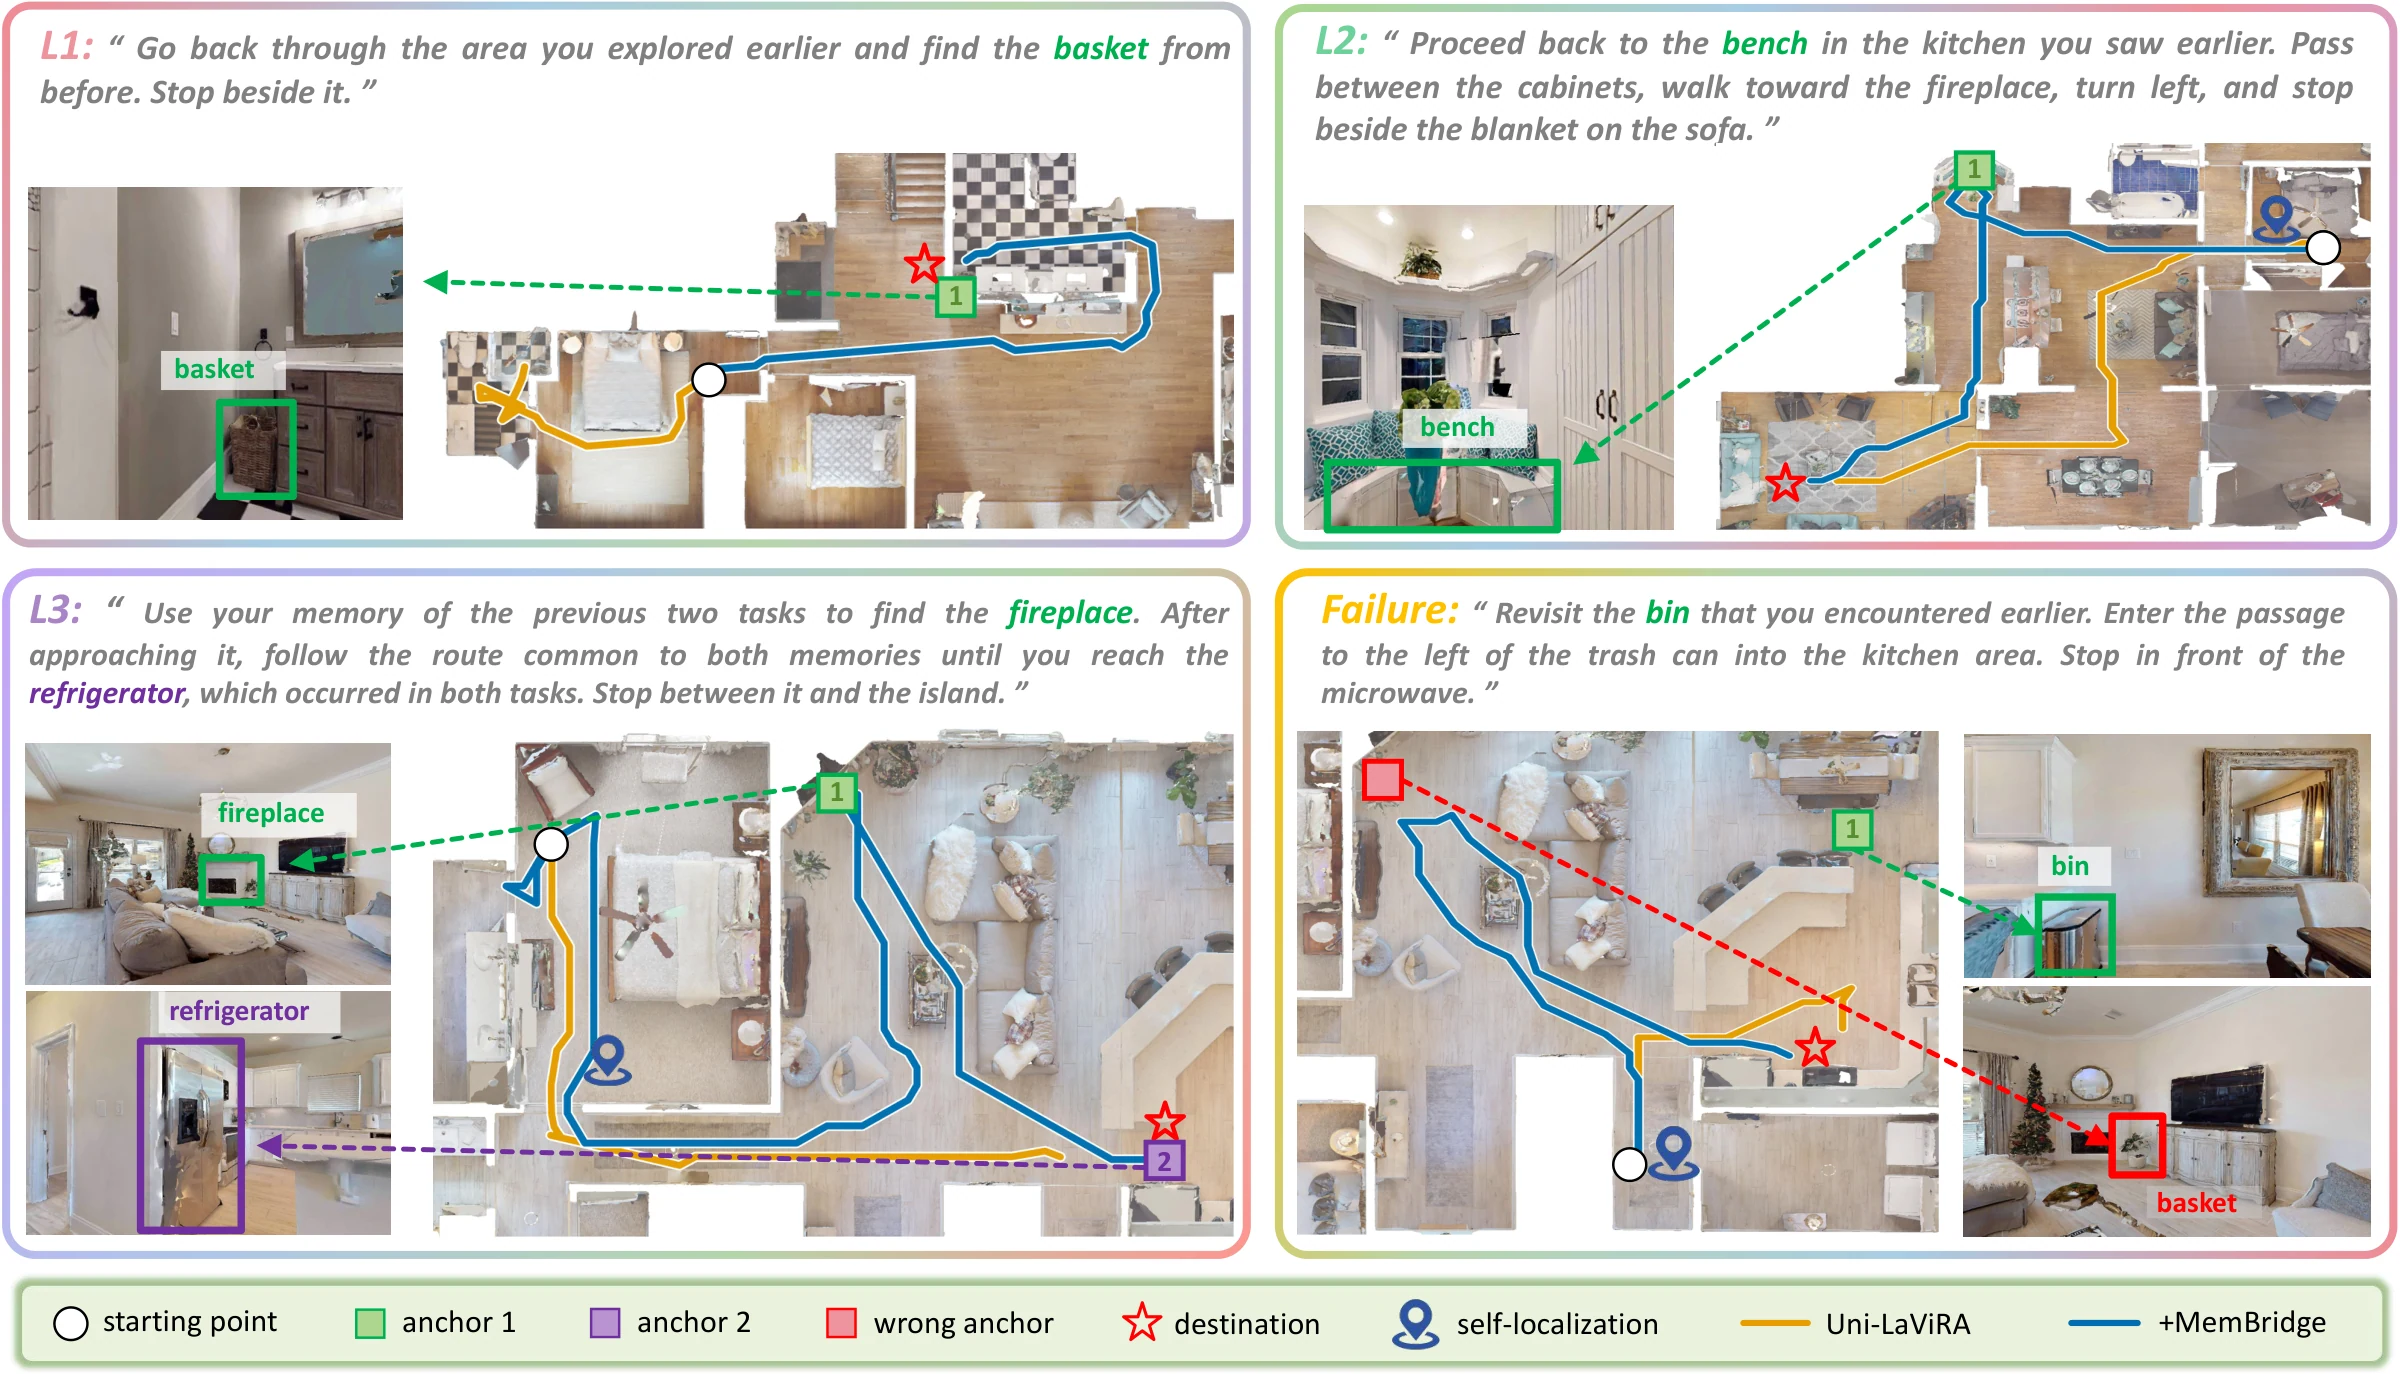 L1: “ Go back through the area you explored earlier and find the basket from
before. Stop beside it. ”
basket
1
L2: “ Proceed back to the bench in the kitchen you saw earlier. Pass
between the cabinets, walk toward the fireplace, turn left, and stop
beside the blanket on the sofa. ”
bench
1
L3: “ Use your memory of the previous two tasks to find the fireplace. After
approaching it, follow the route common to both memories until you reach the
refrigerator, which occurred in both tasks. Stop between it and the island. ”
fireplace
refrigerator
1
2
Failure: “ Revisit the bin that you encountered earlier. Enter the passage
to the left of the trash can into the kitchen area. Stop in front of the
microwave. ”
1
bin
basket
starting point
anchor 1
anchor 2
wrong anchor
destination
self-localization
Uni-LaViRA
+MemBridge